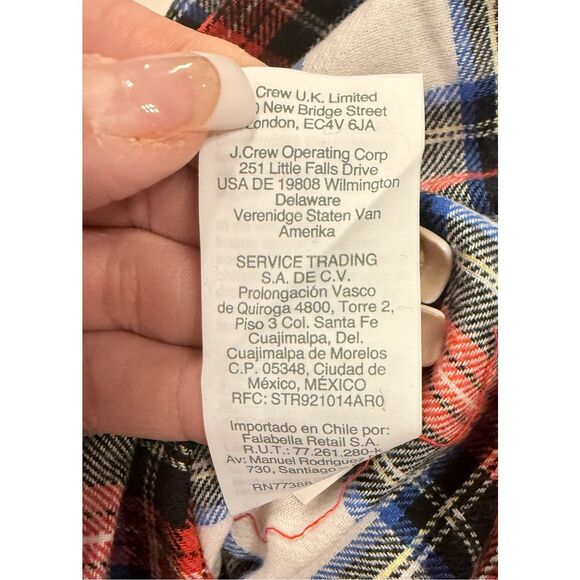 Crew U.K. Limited
New Bridge Street
London, EC4V 6JA
J.Crew Operating Corp
251 Little Falls Drive
USA DE 19808 Wilmington
Delaware
Verenidge Staten Van
Amerika
SERVICE TRADING
S.A. DE C.V.
Prolongación Vasco
de Quiroga 4800, Torre 2,
Piso 3 Col. Santa Fe
Cuajimalpa, Del.
Cuajimalpa de Morelos
C.P. 05348, Ciudad de
México, MÉXICO
RFC: STR921014AR0
Importado en Chile por:
Falabella Retail S.A.
R.U.T.: 77.261.280-K
Av: Manuel Rodríguez
730, Santiago
RN77388